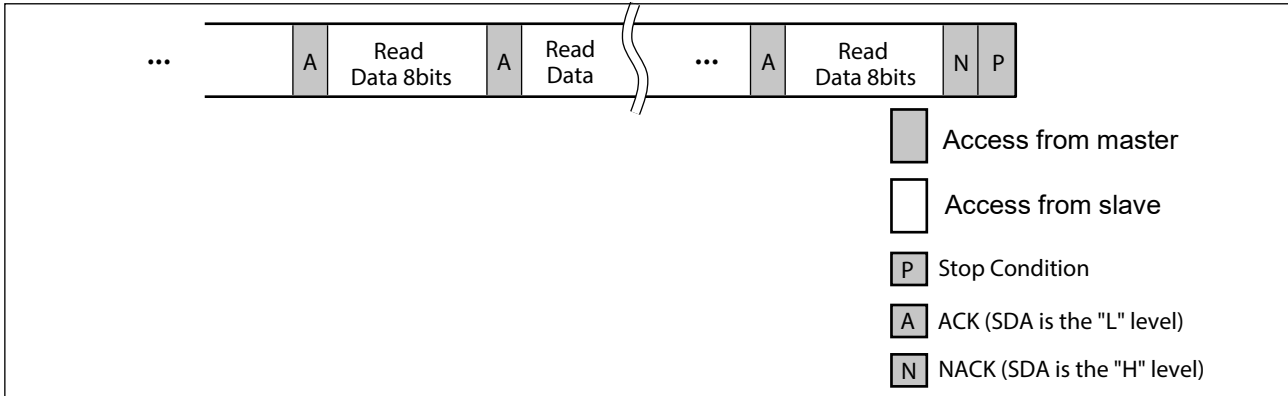 ... A Read Data 8bits A Read Data ... A Read Data 8bits N P
Access from master
Access from slave
P Stop Condition
A ACK (SDA is the "L" level)
N NACK (SDA is the "H" level)